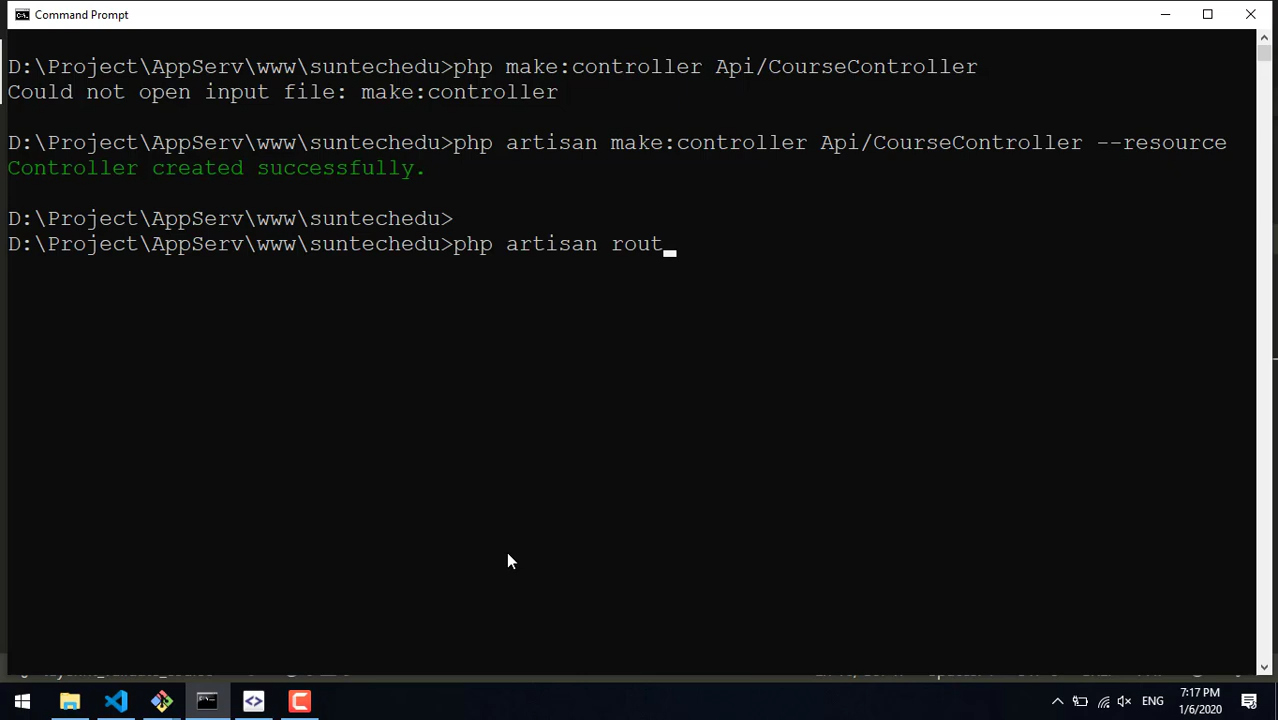 Command Prompt
D:\Project\AppServ\www\suntechedu>php make:controller Api/CourseController
Could not open input file: make:controller
D:\Project\AppServ\www\suntechedu>php artisan make:controller Api/CourseController --resource
Controller created successfully.
D:\Project\AppServ\www\suntechedu>
D:\Project\AppServ\www\suntechedu>php artisan rout
ENG
7:17 PM
1/6/2020